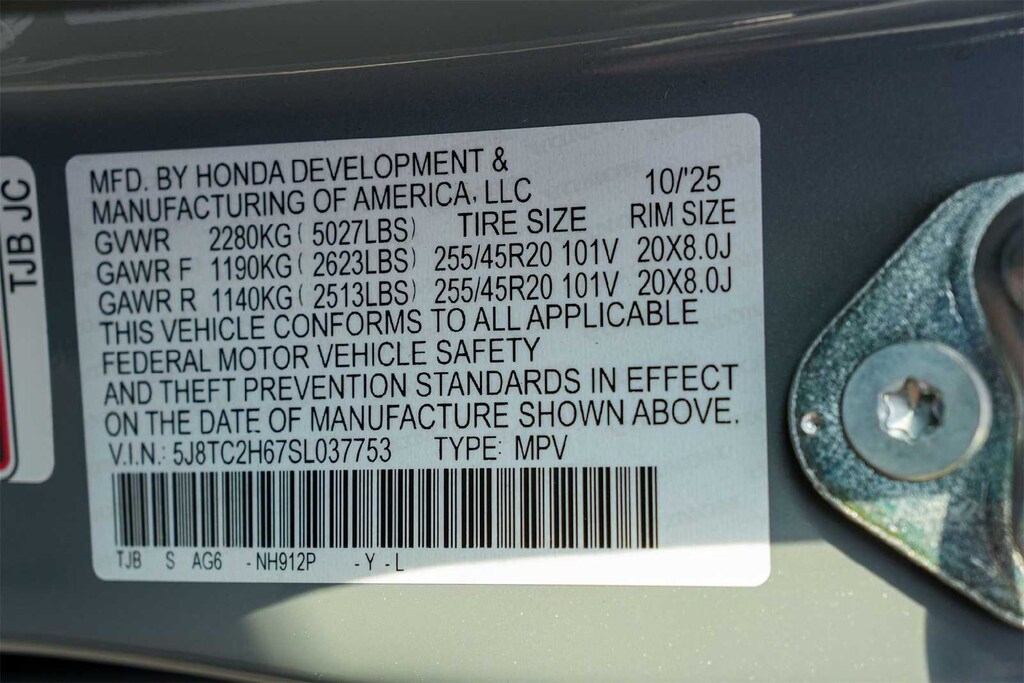 MFD. BY HONDA DEVELOPMENT &
MANUFACTURING OF AMERICA, LLC 10/'25
GVWR 2280KG ( 5027LBS) TIRE SIZE RIM SIZE
GAWR F 1190KG ( 2623LBS) 255/45R20 101V 20X8.0J
GAWR R 1140KG ( 2513LBS) 255/45R20 101V 20X8.0J
THIS VEHICLE CONFORMS TO ALL APPLICABLE
FEDERAL MOTOR VEHICLE SAFETY
AND THEFT PREVENTION STANDARDS IN EFFECT
ON THE DATE OF MANUFACTURE SHOWN ABOVE.
V.I.N.: 5J8TC2H67SL037753 TYPE: MPV
TJB S AG6 - NH912P - Y - L
TJB JC